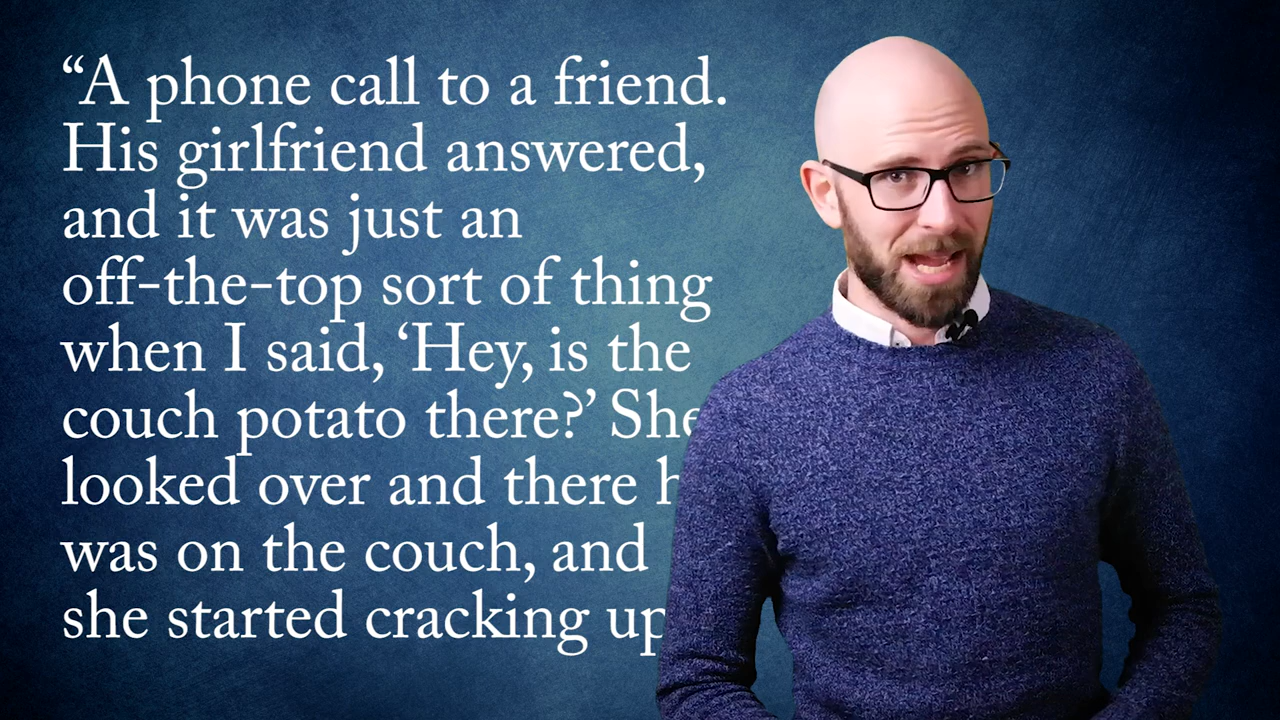 “A phone call to a friend.
His girlfriend answered,
and it was just an
off-the-top sort of thing
when I said, ‘Hey, is the
couch potato there?’ She
looked over and there
was on the couch, and
she started cracking up